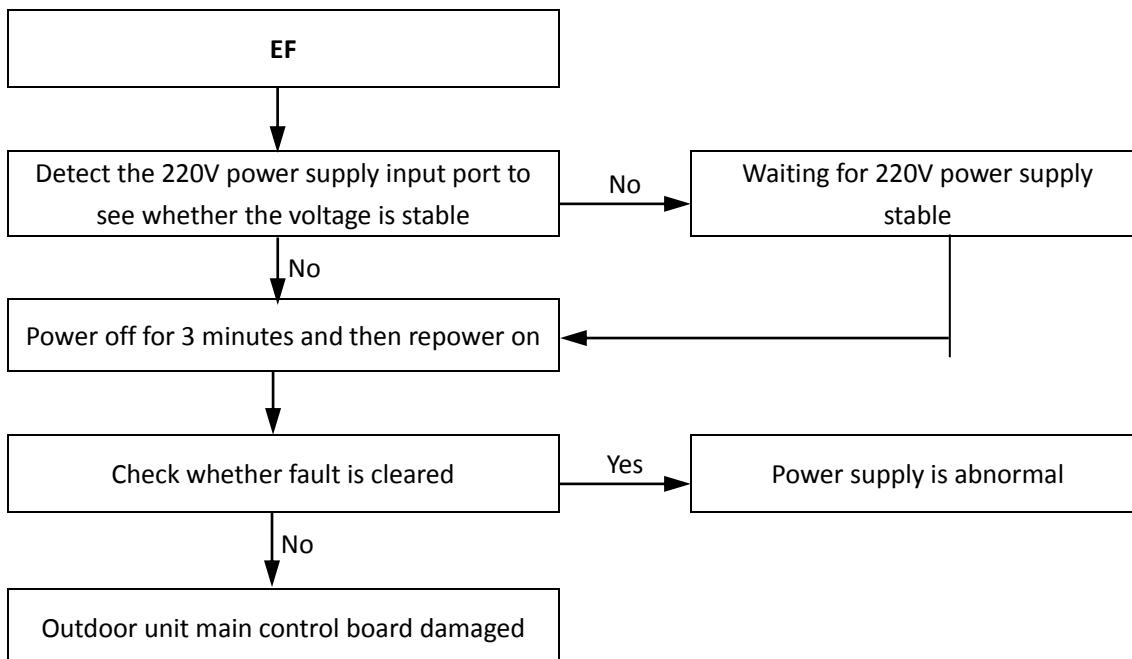 EF
Detect the 220V power supply input port to
see whether the voltage is stable
No
Waiting for 220V power supply
stable
No
Power off for 3 minutes and then repower on
Check whether fault is cleared
Yes
Power supply is abnormal
No
Outdoor unit main control board damaged